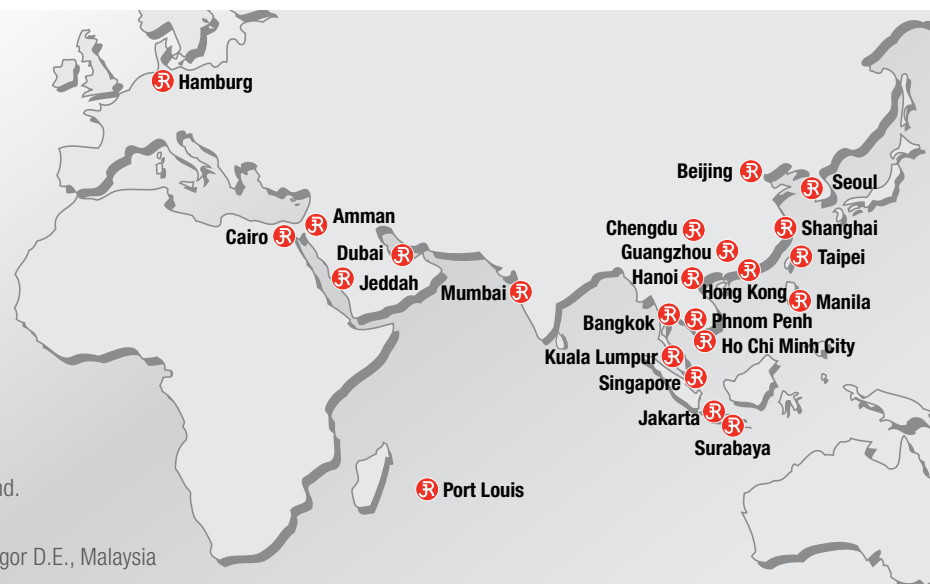 Hamburg
Beijing
Seoul
Amman
Chengdu
Shanghai
Cairo
Guangzhou
Dubai
Taipei
Hanoi
Jeddah
Hong Kong
Mumbai
Manila
Bangkok
Phnom Penh
Ho Chi Minh City
Kuala Lumpur
Singapore
Jakarta
Surabaya
Port Louis
nd.
gor D.E., Malaysia